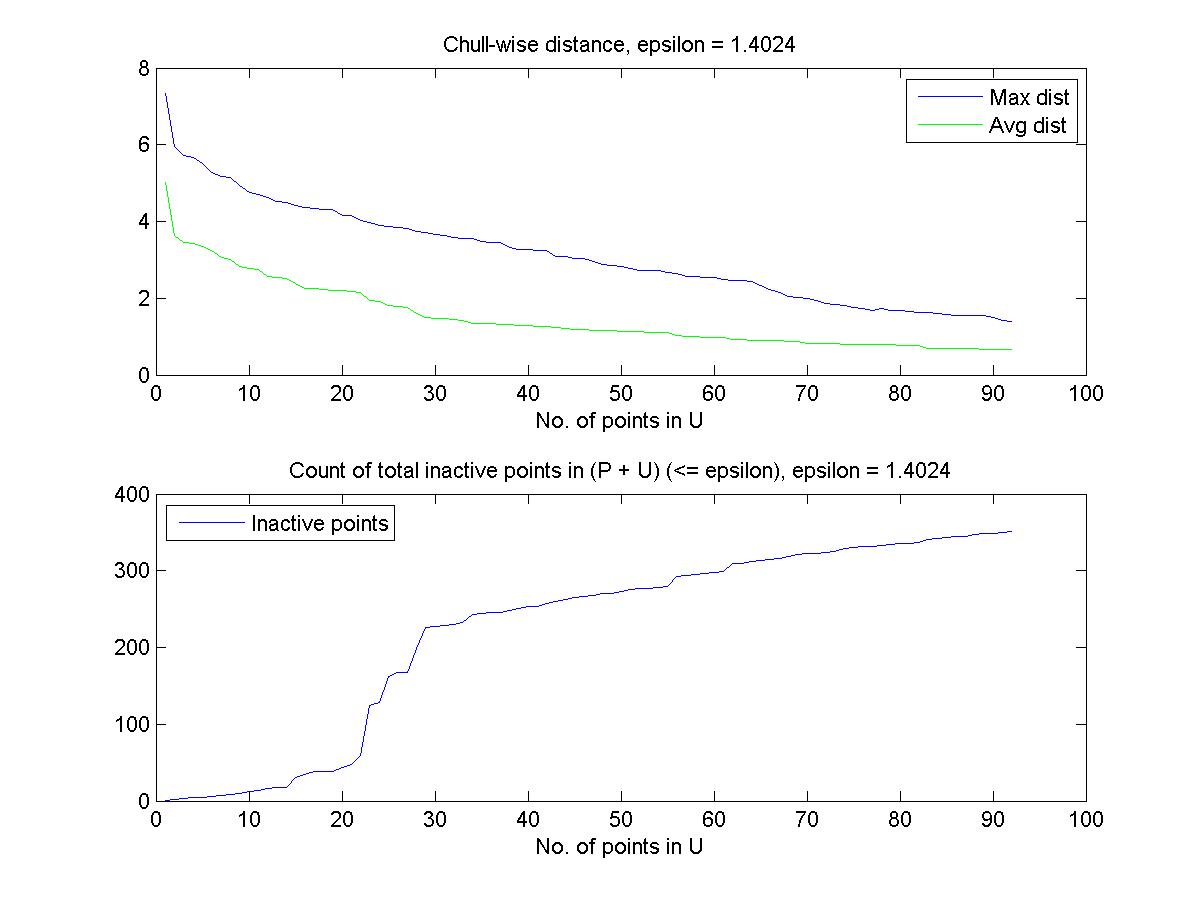 Chull-wise distance, epsilon = 1.4024
8
6
4
2
0
Max dist
Avg dist
0 10 20 30 40 50 60 70 80 90 100
No. of points in U
Count of total inactive points in (P + U) (<= epsilon), epsilon = 1.4024
400
300
200
100
0
Inactive points
0 10 20 30 40 50 60 70 80 90 100
No. of points in U